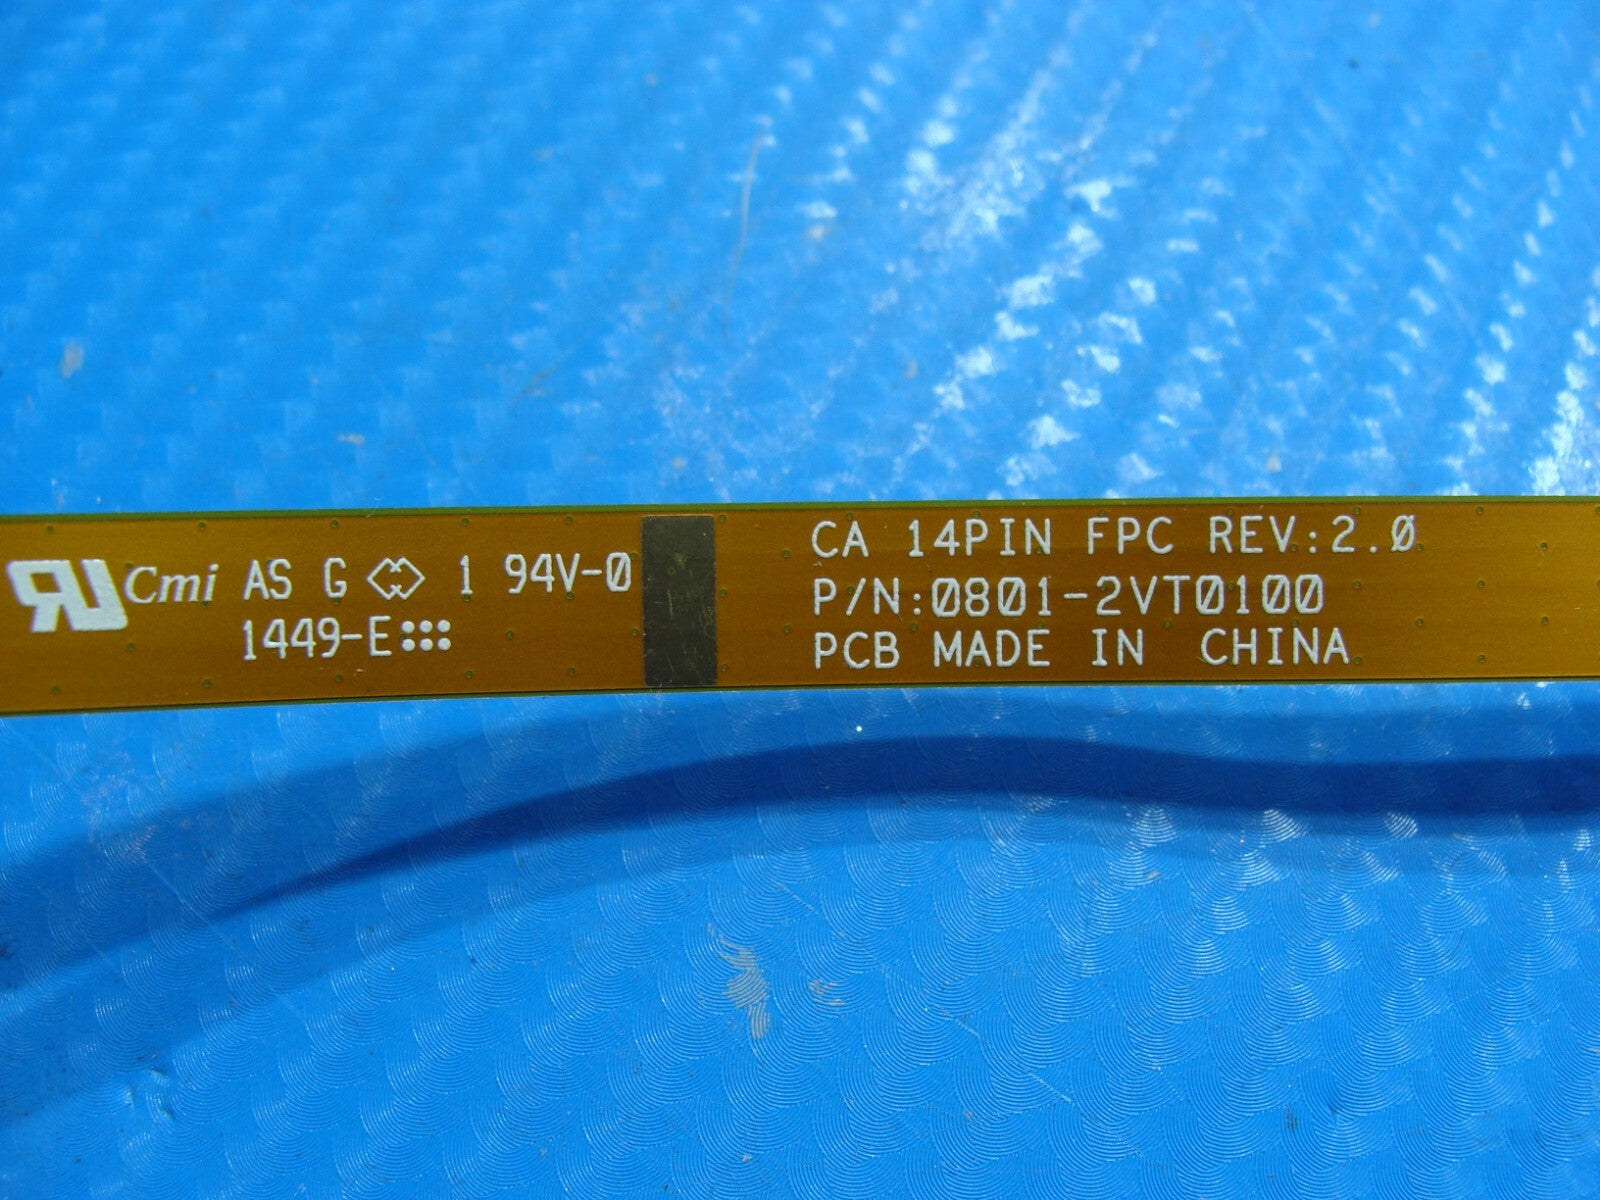 Cmi AS G 1 94V-0
1449-E
CA 14PIN FPC REV:2.0
P/N:0801-2VT0100
PCB MADE IN CHINA